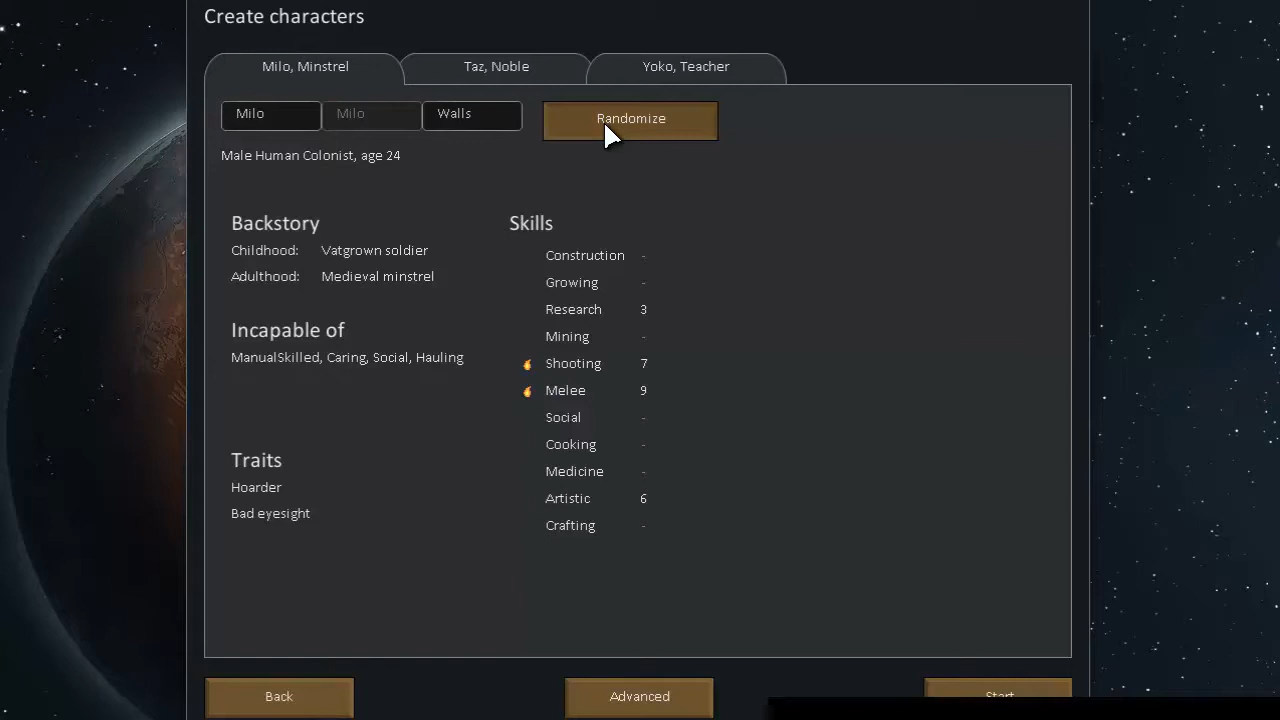 Create characters
Milo, Minstrel
Taz, Noble
Yoko, Teacher
Milo
Milo
Walls
Randomize
Male Human Colonist, age 24
Backstory
Childhood: Vatgrown soldier
Adulthood: Medieval minstrel
Incapable of
ManualSkilled, Caring, Social, Hauling
Traits
Hoarder
Bad eyesight
Skills
Construction -
Growing -
Research 3
Mining -
Shooting 7
Melee 9
Social -
Cooking -
Medicine -
Artistic 6
Crafting -
Back
Advanced
Start